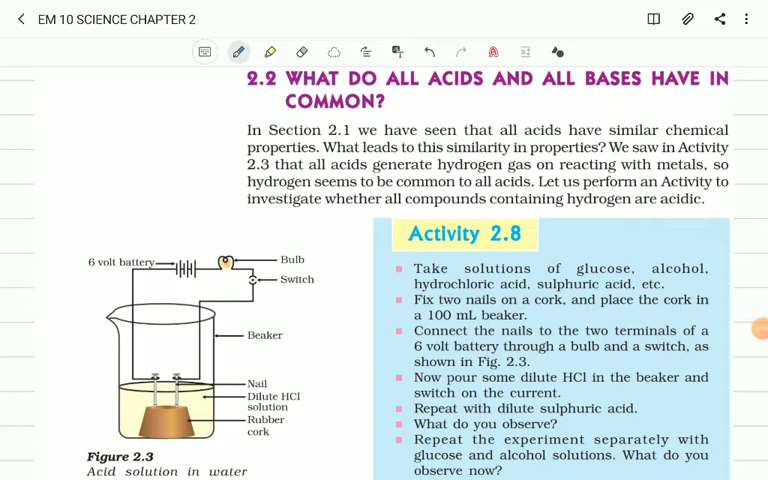 EM 10 SCIENCE CHAPTER 2
2.2 WHAT DO ALL ACIDS AND ALL BASES HAVE IN
COMMON?
In Section 2.1 we have seen that all acids have similar chemical
properties. What leads to this similarity in properties? We saw in Activity
2.3 that all acids generate hydrogen gas on reacting with metals, so
hydrogen seems to be common to all acids. Let us perform an Activity to
investigate whether all compounds containing hydrogen are acidic.
6 volt battery
Bulb
Switch
Beaker
Nail
Dilute HCl
solution
Rubber
cork
Figure 2.3
Acid solution in water
Activity 2.8
Take solutions of glucose, alcohol,
hydrochloric acid, sulphuric acid, etc.
Fix two nails on a cork, and place the cork in
a 100 mL beaker.
Connect the nails to the two terminals of a
6 volt battery through a bulb and a switch, as
shown in Fig. 2.3.
Now pour some dilute HCl in the beaker and
switch on the current.
Repeat with dilute sulphuric acid.
What do you observe?
Repeat the experiment separately with
glucose and alcohol solutions. What do you
observe now?